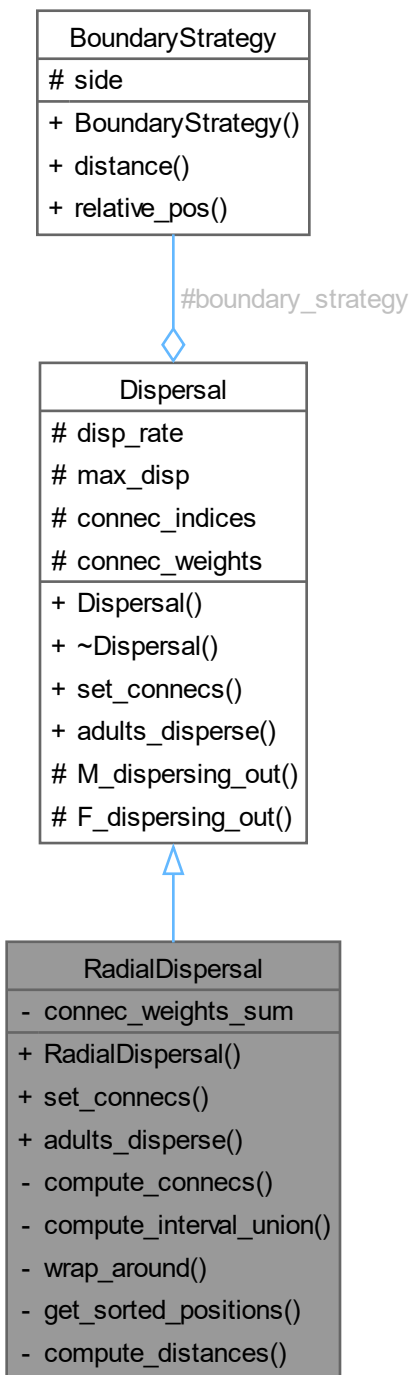 BoundaryStrategy
# side
+ BoundaryStrategy()
+ distance()
+ relative_pos()
#boundary_strategy
Dispersal
# disp_rate
# max_disp
# connec_indices
# connec_weights
+ Dispersal()
+ ~Dispersal()
+ set_connecs()
+ adults_disperse()
# M_dispersing_out()
# F_dispersing_out()
RadialDispersal
- connec_weights_sum
+ RadialDispersal()
+ set_connecs()
+ adults_disperse()
- compute_connecs()
- compute_interval_union()
- wrap_around()
- get_sorted_positions()
- compute_distances()